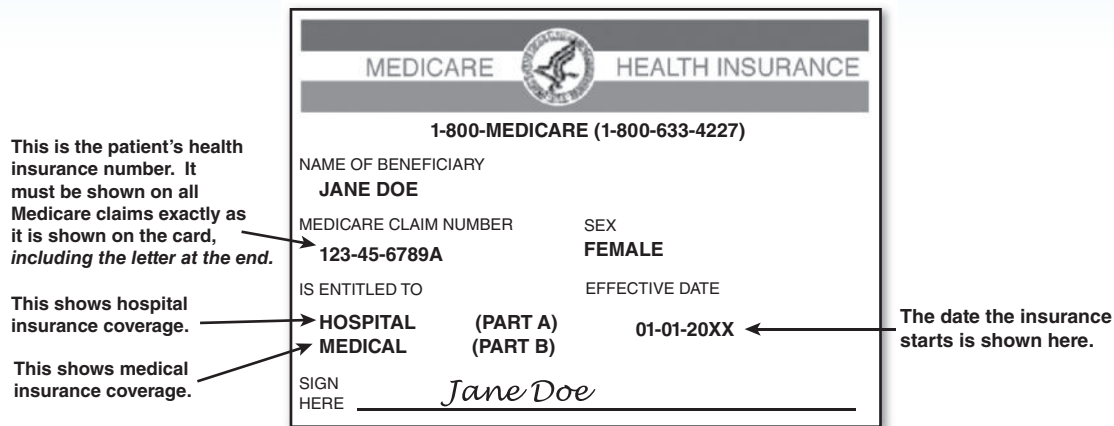 MEDICARE HEALTH INSURANCE
1-800-MEDICARE (1-800-633-4227)
NAME OF BENEFICIARY
JANE DOE
MEDICARE CLAIM NUMBER SEX
123-45-6789A FEMALE
IS ENTITLED TO EFFECTIVE DATE
HOSPITAL (PART A) 01-01-20XX
MEDICAL (PART B)
SIGN
HERE Jane Doe
This is the patient’s health
insurance number. It
must be shown on all
Medicare claims exactly as
it is shown on the card,
including the letter at the end.
This shows hospital
insurance coverage.
This shows medical
insurance coverage.
The date the insurance
starts is shown here.